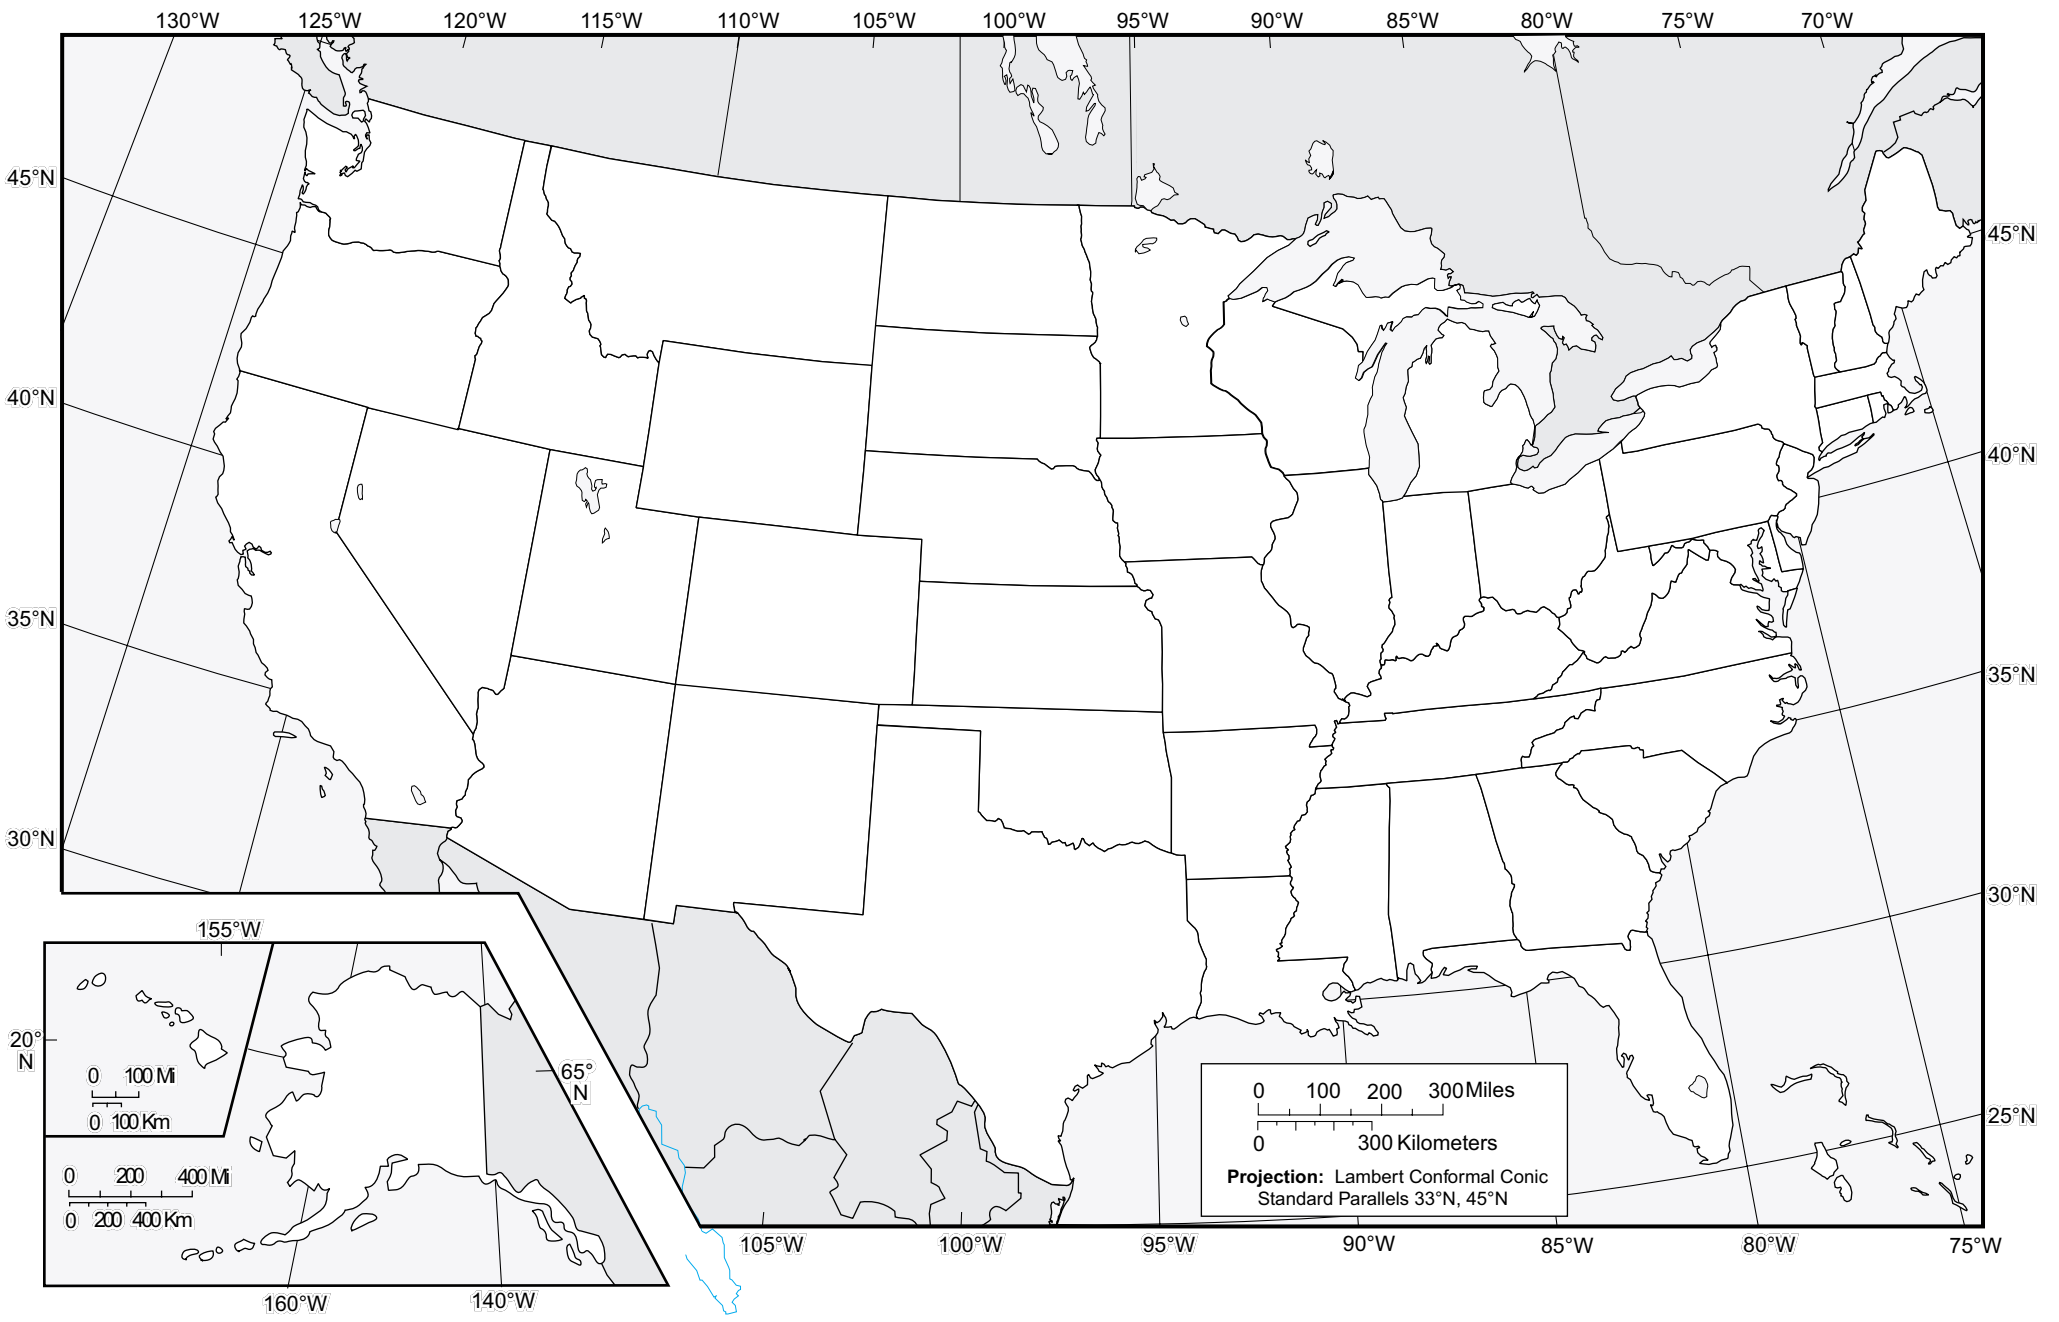 130°W 125°W 120°W 115°W 110°W 105°W 100°W 95°W 90°W 85°W 80°W 75°W 70°W
45°N
45°N
40°N
40°N
35°N
35°N
30°N
30°N
25°N
155°W
20°
N
0 100 Mi
0 100 Km
65°
N
0 200 400 Mi
0 200 400 Km
160°W 140°W
0 100 200 300 Miles
0 300 Kilometers
Projection: Lambert Conformal Conic
Standard Parallels 33°N, 45°N
105°W 100°W 95°W 90°W 85°W 80°W 75°W